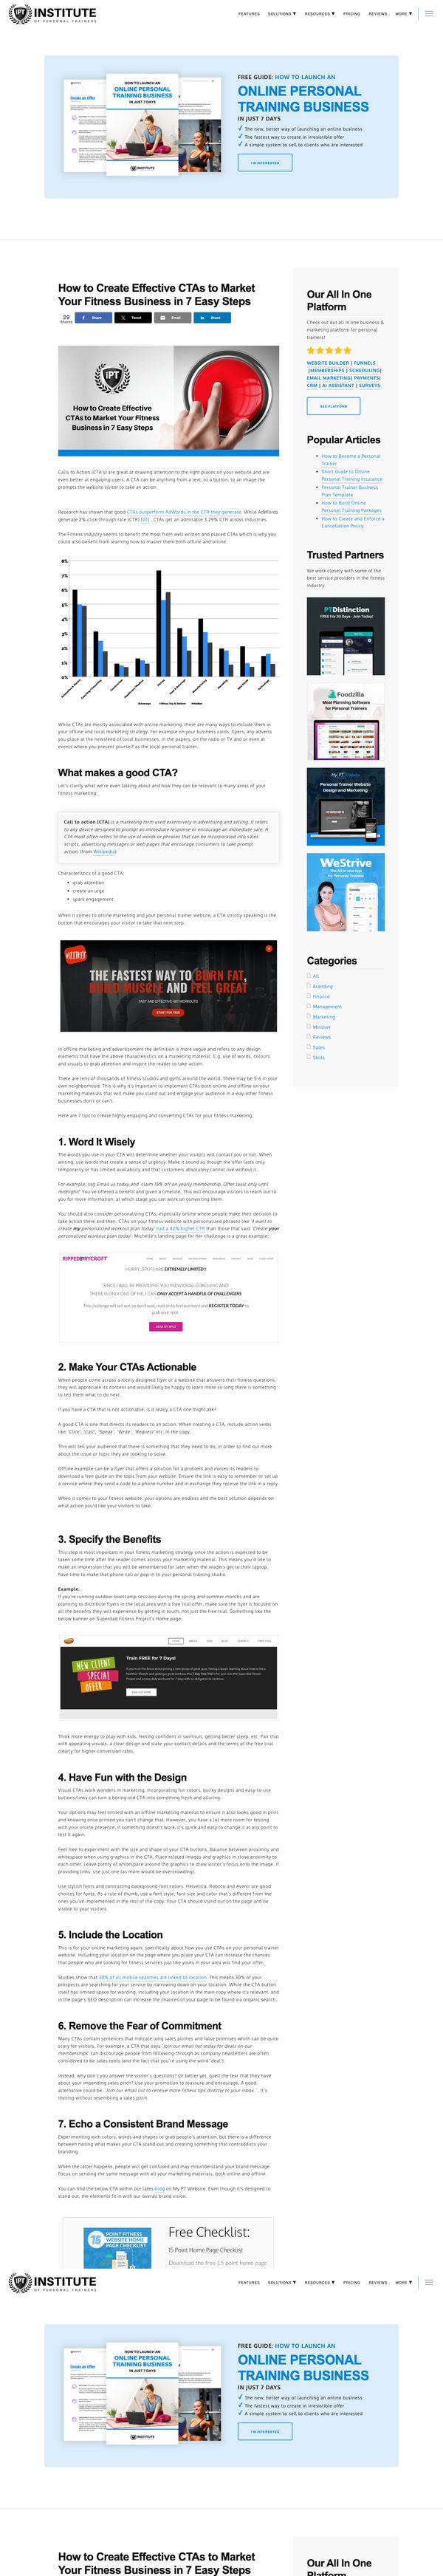 INSTITUTE
OF PERSONAL TRAINERS
FEATURES SOLUTIONS ▼ RESOURCES ▼ PRICING REVIEWS MORE ▼
FREE GUIDE: HOW TO LAUNCH AN
ONLINE PERSONAL
TRAINING BUSINESS
IN JUST 7 DAYS
✓ The new, better way of launching an online business
✓ The fastest way to create in irresistible offer
✓ A simple system to sell to clients who are interested
I'M INTERESTED
How to Create Effective CTAs to Market
Your Fitness Business in 7 Easy Steps
29
Shares
Share
Tweet
Email
Share
IPT
How to Create Effective
CTAs to Market Your Fitness
Business in 7 Easy Steps
Calls to Action (CTA's) are great at drawing attention to the right places on your website and are
even better at engaging users. A CTA can be anything from a link to a button, to an image that
prompts the website visitor to take an action.
Research has shown that good CTAs outperform AdWords in the CTR they generate. While AdWords
CTAs get an admirable 3.29% CTR across industries.
The fitness industry seems to benefit the most from well written and placed CTAs which is why you
could also benefit from learning how to master them both offline and online.
While CTAs are mostly associated with online marketing, there are many ways to include them in
your offline and local marketing strategy. For example on your business cards, flyers, any adverts
you place at the newsstand of local businesses, in the papers, on the radio or TV and even at
events where you present yourself as the local personal trainer.
What makes a good CTA?
Let's clarify what we're even talking about and how they can be relevant to many areas of your
fitness marketing.
Call to action (CTA) is a marketing term used extensively in advertising and selling. It refers
to any device designed to prompt an immediate response or encourage an immediate sale. A
CTA most often refers to the use of words or phrases that can be incorporated into sales
scripts, advertising messages or web pages that encourage consumers to take prompt
action. (from Wikipedia)
Characteristics of a good CTA:
grab attention
create an urge
spark engagement
When it comes to online marketing and your personal trainer website, a CTA strictly speaking is the
button that encourages your visitor to take that next step.
THE FASTEST WAY TO BURN FAT,
BUILD MUSCLE AND FEEL GREAT
FAST AND EFFECTIVE HIIT WORKOUTS
START FOR FREE
In offline marketing and advertisement the definition is more vague and refers to any design
elements that have the above characteristics in your marketing material. E.g. use of words, colours
and visuals to grab attention and inspire the reader to take action.
There are tens of thousands of fitness studios and gyms around the world. There may be 5-6 in your
own neighbourhood. This is why it's important to implement CTAs both online and offline on your
marketing materials that will make you stand out and engage your audience in a way other fitness
businesses don't or can't.
Here are 7 tips to create highly engaging and converting CTAs for your fitness marketing.
1. Word It Wisely
The words you use in your CTA will determine whether your visitors will contact you or not. When
writing, use words that create a sense of urgency. Make it sound as though the offer lasts only
temporarily or has limited availability and that customers absolutely cannot live without it.
For example, say Email us today and claim 15% off on yearly membership. Offer lasts only until
midnight! You've offered a benefit and given a timeline. This will encourage visitors to reach out to
you for more information, at which stage you can work on converting them.
You should also consider personalizing CTAs, especially online where people make their decision to
take action there and then. CTAs on your fitness website with personalized phrases like 'I want to
create my personalized workout plan today' had a 42% higher CTR than those that said 'Create your
personalized workout plan today'. Michelle's landing page for her challenge is a great example:
HURRY...SPOTS ARE EXTREMELY LIMITED!!
SINCE I WILL BE PROVIDING YOU INDIVIDUAL COACHING AND
THERE IS ONLY ONE OF ME, I CAN ONLY ACCEPT A HANDFUL OF CHALLENGERS
This challenge will sell out, so don't wait, read on to find out more and REGISTER TODAY to
grab your spot.
2. Make Your CTAs Actionable
When people come across a nicely designed flyer or a website that answers their fitness questions,
they will appreciate its content and would likely be happy to learn more so long there is something
to tell them what to do next.
If you have a CTA that is not actionable, is it really a CTA one might ask?
A good CTA is one that directs its readers to an action. When creating a CTA, include action verbs
like 'Click', 'Call', 'Speak', 'Write', 'Request' etc. in the copy.
This will tell your audience that there is something that they need to do, in order to find out more
about the issue or topic they are looking to solve.
Offline example can be a flyer that offers a solution for a problem and invites its readers to
download a free guide on the topic from your website. Ensure the link is easy to remember or set up
a service where they send a code to a phone number and in exchange they receive the link in a reply.
When it comes to your fitness website, your options are endless and the best solution depends on
what action you'd like your visitors to take.
3. Specify the Benefits
This step is most important in your fitness marketing strategy since the action is expected to be
taken some time after the reader comes across your marketing material. This means you'd like to
make an impression that you will be remembered for later when the readers get to their laptop,
have time to make that phone call or pop in to your personal training studio.
Example:
If you're running outdoor bootcamp sessions during the spring and summer months and are
planning to distribute flyers in the local area with a free trial offer, make sure the flyer is focused on
all the benefits they will experience by getting in touch, not just the free trial. Something like the
below banner on Superdad Fitness Project's Home page.
NEW CLIENT
SPECIAL
OFFER
Train FREE for 7 Days!
Think more energy to play with kids, feeling confident in swimsuit, getting better sleep, etc. Pair that
with appealing visuals, a clear design and state your contact details and the terms of the free trial
clearly for higher conversion rates.
4. Have Fun with the Design
Visual CTAs work wonders in marketing. Incorporating fun colors, quirky designs and easy-to-use
buttons/links can turn a boring old CTA into something fresh and alluring.
Your options may feel limited with an offline marketing material to ensure it also looks good in print
and knowing once printed you can't change that. However, you have a lot more room for testing
with your online presence. If something doesn't work, it's quick and easy to change it at any point to
test it again.
Feel free to experiment with the size and shape of your CTA buttons. Balance between proximity and
whitespace when using graphics in the CTA. Place related images and graphics in close proximity to
each other. Leave plenty of whitespace around the graphics to draw visitor's focus onto the image. If
providing links, use just one (as more would be overwhelming).
Use stylish fonts and contrasting background-font colors. Helvetica, Roboto and Avenir are good
choices for fonts. As a rule of thumb, use a font style, font size and color that's different from the
ones you've implemented in the rest of the copy. Your CTA should stand out on the page and be
visible to your visitors.
5. Include the Location
This is for your online marketing again, specifically about how you use CTAs on your personal trainer
website. Including your location on the page where you place your CTA can increase the chances
that people who are looking for fitness services just like yours in your area will find your offer.
Studies show that 30% of all mobile searches are linked to location. This means 30% of your
prospects are searching for your service by narrowing down on your location. While the CTA button
itself has limited space for wording, including your location in the main copy where it's relevant, and
in the page's SEO description can increase the chances of your page to be found via organic search.
6. Remove the Fear of Commitment
Many CTAs contain sentences that indicate long sales pitches and false promises which can be quite
scary for visitors. For example, a CTA that says 'Join our email list today for deals on our
memberships' can discourage people from following through as company newsletters are often
considered to be sales tools (and the fact that you're using the word 'deal').
Instead, why don't you answer the visitor's questions? Or better yet, quell the fear that they have
about your impending sales pitch? Use your promotion to reassure and encourage. A good
alternative could be, 'Join our email list to receive more fitness tips directly to your inbox.'. It's
inviting without resembling a sales pitch.
7. Echo a Consistent Brand Message
Experimenting with colors, words and shapes to grab people's attention, but there is a difference
between nailing what makes your CTA stand out and creating something that contraddicts your
branding.
When the latter happens, people will get confused and may misunderstand your brand message.
Focus on sending the same message with all your marketing materials, both online and offline.
You can find the below CTA within our lates blog on My PT Website. Even though it's designed to
stand out, the elements fit in with our overall brand vision.
15 POINT FITNESS
WEBSITE HOME
PAGE CHECKLIST
Free Checklist:
15 Point Home Page Checklist
Download the free 15 point home page
Our All In One
Platform
Check out out all in one business &
marketing platform for personal
trainers!
WEBSITE BUILDER | FUNNELS
|MEMBERSHIPS | SCHEDULING|
EMAIL MARKETING| PAYMENTS|
CRM | AI ASSISTANT | SURVEYS
SEE PLATFORM
Popular Articles
How to Become a Personal
Trainer
Short Guide to Online
Personal Training Insurance
Personal Trainer Business
Plan Template
How to Build Online
Personal Training Packages
How to Create and Enforce a
Cancellation Policy
Trusted Partners
We work closely with some of the
best service providers in the fitness
industry.
PTDistinction
FREE For 30 Days - Join Today!
Foodzilla
Meal Planning Software
for Personal Trainers
Personal Trainer Website
Design and Marketing
WeStrive
Categories
All
Branding
Finance
Management
Marketing
Mindset
Reviews
Sales
Skills
INSTITUTE
OF PERSONAL TRAINERS
FEATURES SOLUTIONS ▼ RESOURCES ▼ PRICING REVIEWS MORE ▼
FREE GUIDE: HOW TO LAUNCH AN
ONLINE PERSONAL
TRAINING BUSINESS
IN JUST 7 DAYS
✓ The new, better way of launching an online business
✓ The fastest way to create in irresistible offer
✓ A simple system to sell to clients who are interested
I'M INTERESTED
How to Create Effective CTAs to Market
Your Fitness Business in 7 Easy Steps
Our All In One
Platform